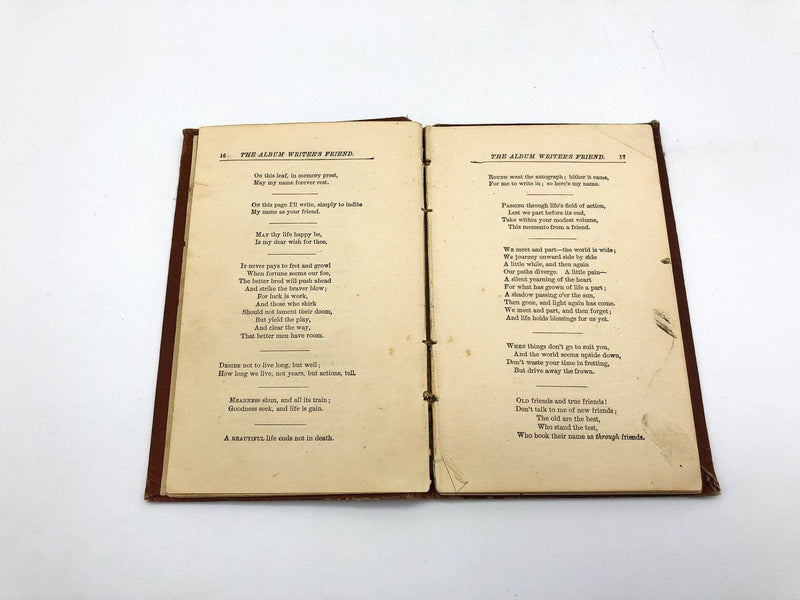 16 THE ALBUM WRITER'S FRIEND.
On this leaf, in memory prest,
May my name forever rest.
On this page I'll write, simply to indite
My name as your friend.
May thy life happy be,
Is my dear wish for thee.
It never pays to fret and growl
When fortune seems our foe,
The better bred will push ahead
And strike the braver blow;
For luck is work,
And those who shirk
Should not lament their doom,
But yield the play,
And clear the way,
That better men have room.
Desire not to live long, but well;
How long we live, not years, but actions, tell.
Meanness shun, and all its train;
Goodness seek, and life is gain.
A beautiful life ends not in death.
THE ALBUM WRITER'S FRIEND. 17
Round went the autograph; hither it came,
For me to write in; so here's my name.
Passing through life's field of action,
Lest we part before its end,
Take within your modest volume,
This memento from a friend.
We meet and part—the world is wide;
We journey onward side by side
A little while, and then again
Our paths diverge. A little pain—
A silent yearning of the heart
For what has grown of life a part;
A shadow passing o'er the sun,
Then gone, and light again has come.
We meet and part, and then forget;
And life holds blessings for us yet.
When things don't go to suit you,
And the world seems upside down,
Don't waste your time in fretting,
But drive away the frown.
Old friends and true friends!
Don't talk to me of new friends;
The old are the best,
Who stand the test,
Who book their name as through friends.